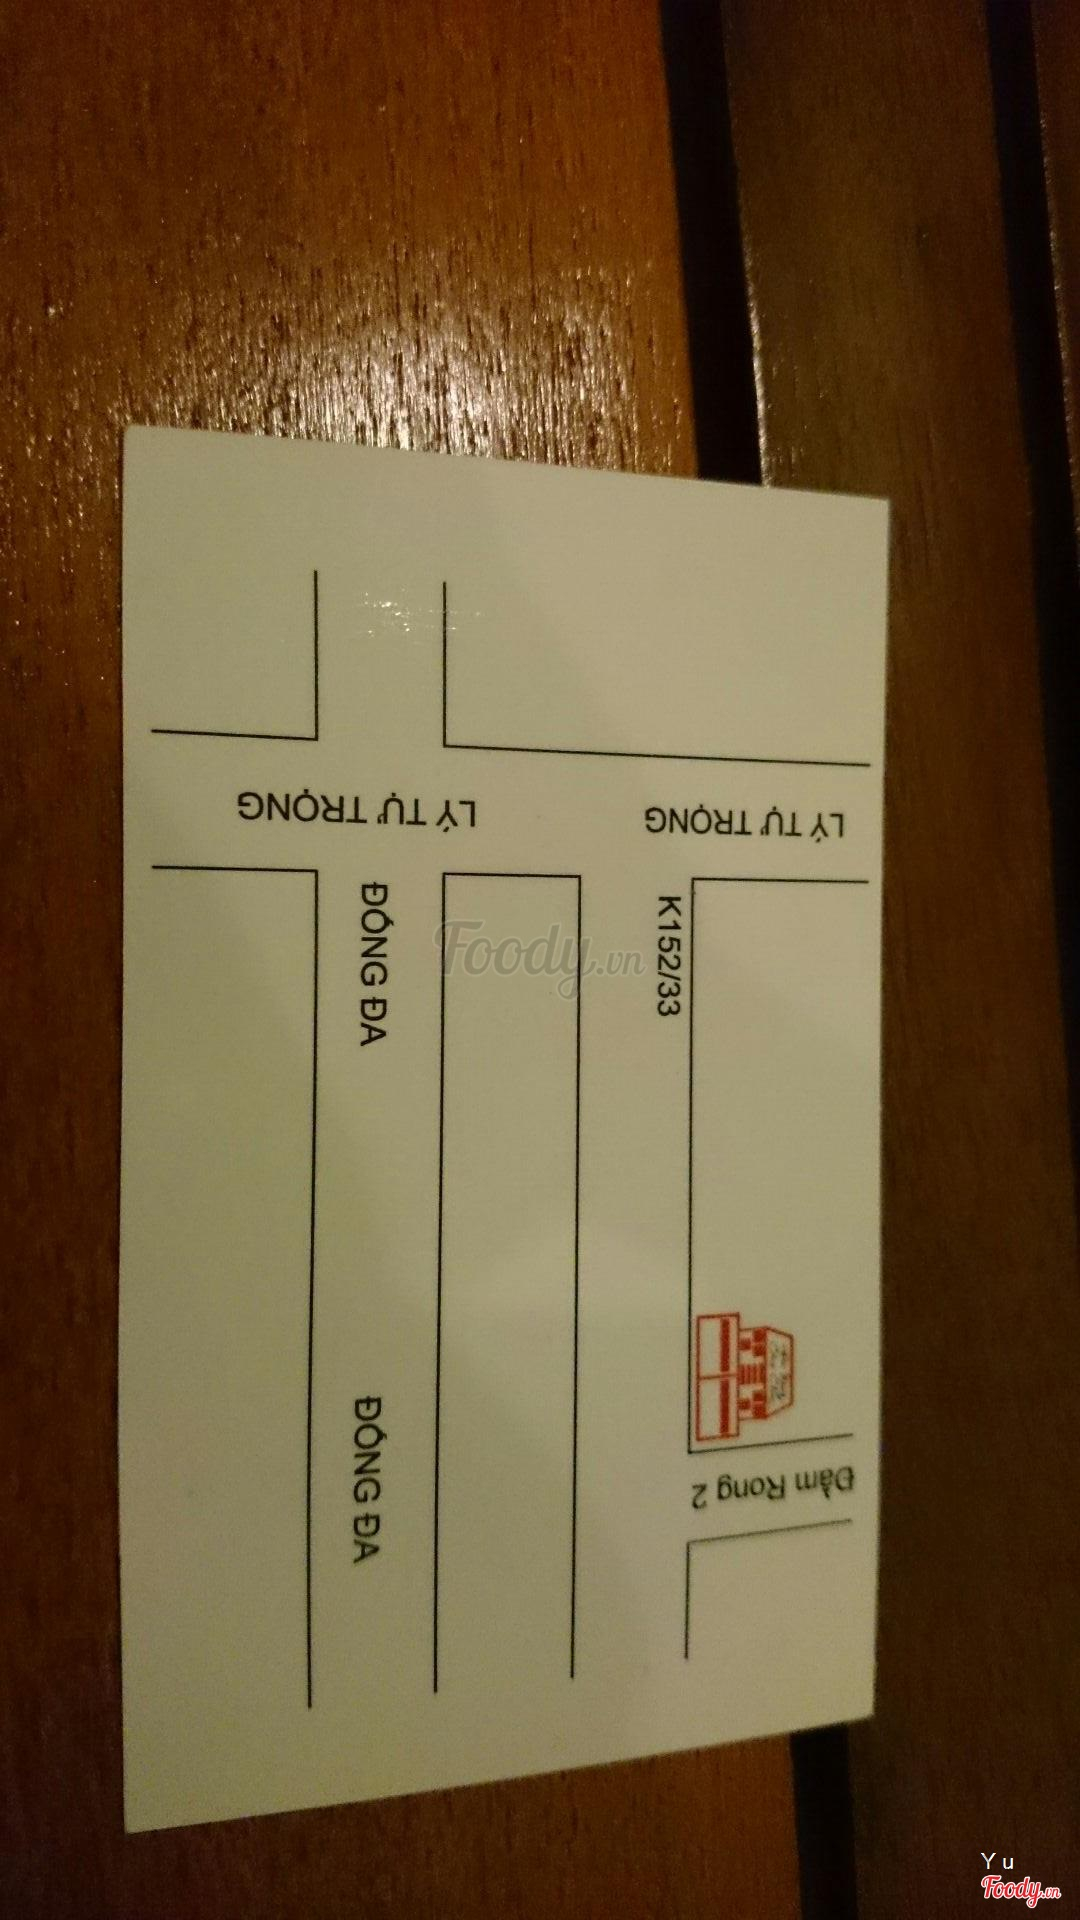 LÝ TỰ TRỌNG
LÝ TỰ TRỌNG
ĐỐNG ĐA
K152/33
ĐỐNG ĐA
Đầm Rong 2
Foody.vn
Y u
Foody.vn